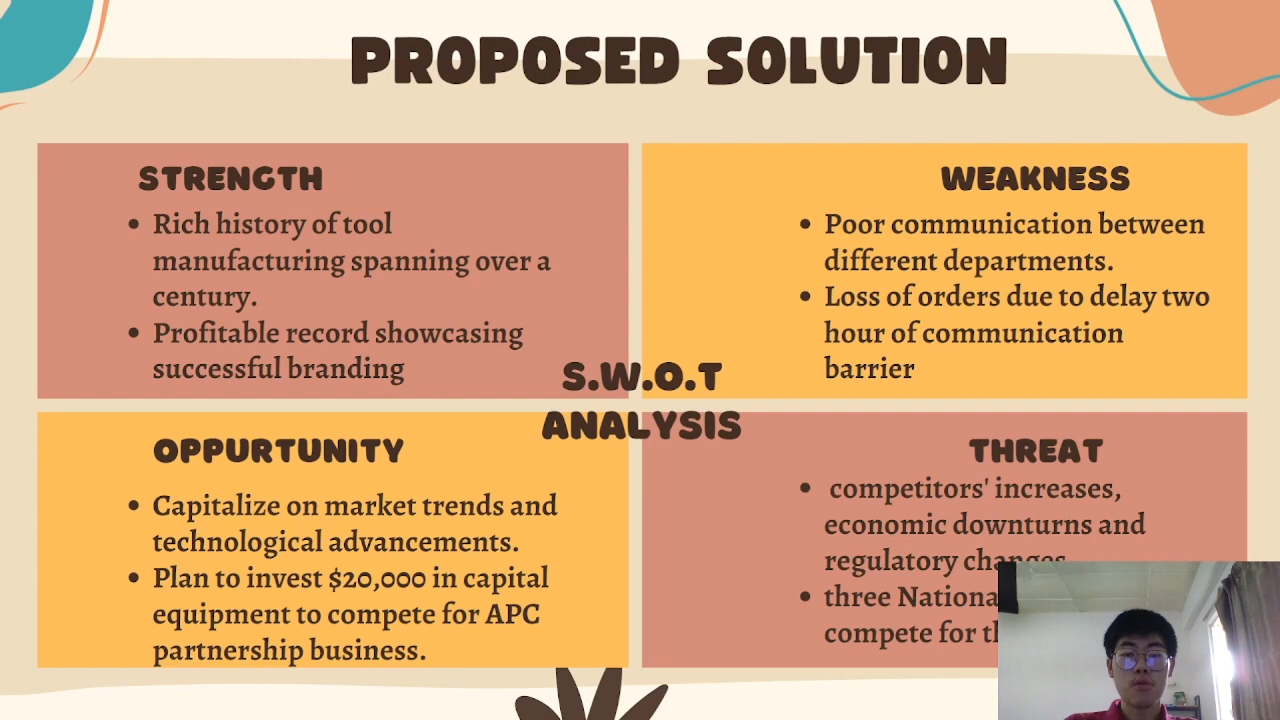 PROPOSED SOLUTION
STRENGTH
• Rich history of tool
manufacturing spanning over a
century.
• Profitable record showcasing
successful branding
WEAKNESS
• Poor communication between
different departments.
• Loss of orders due to delay two
hour of communication
barrier
S.W.O.T
ANALYSIS
OPPURTUNITY
• Capitalize on market trends and
technological advancements.
• Plan to invest $20,000 in capital
equipment to compete for APC
partnership business.
THREAT
• competitors' increases,
economic downturns and
regulatory changes
• three
compete for